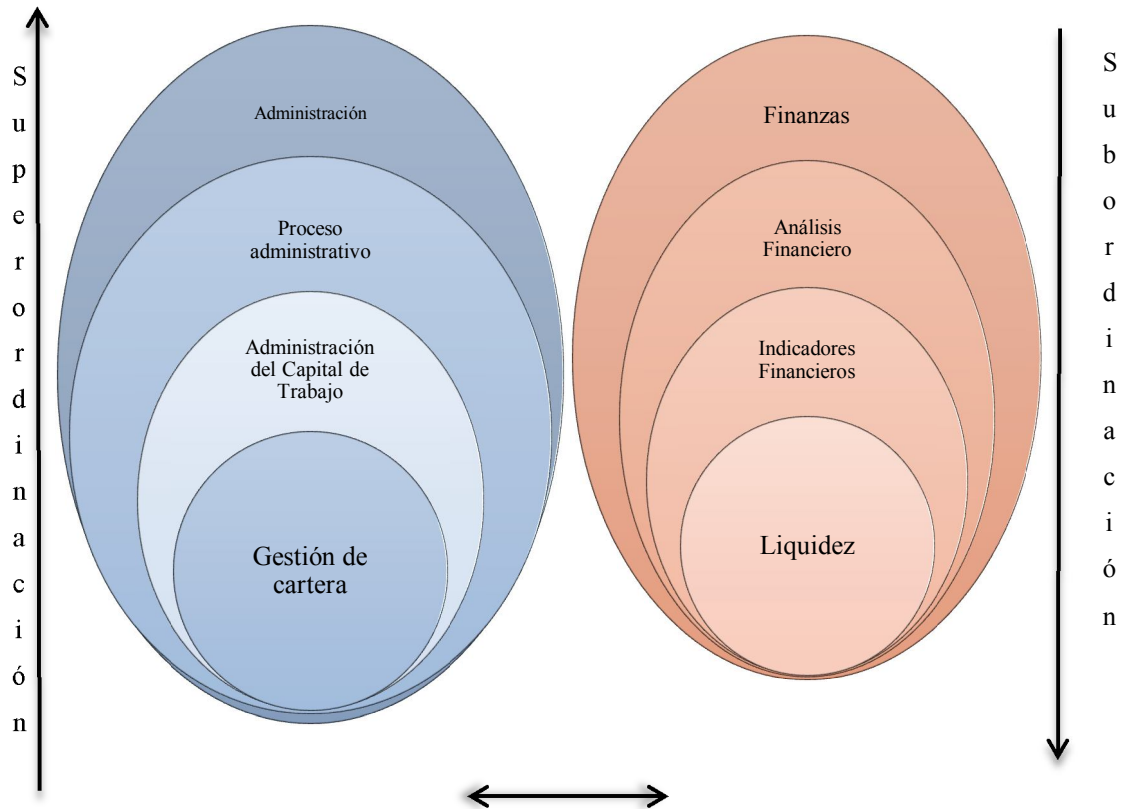 Superordinación
Administración
Proceso
administrativo
Administración
del Capital de
Trabajo
Gestión de
cartera
Finanzas
Análisis
Financiero
Indicadores
Financieros
Liquidez
Subordinación